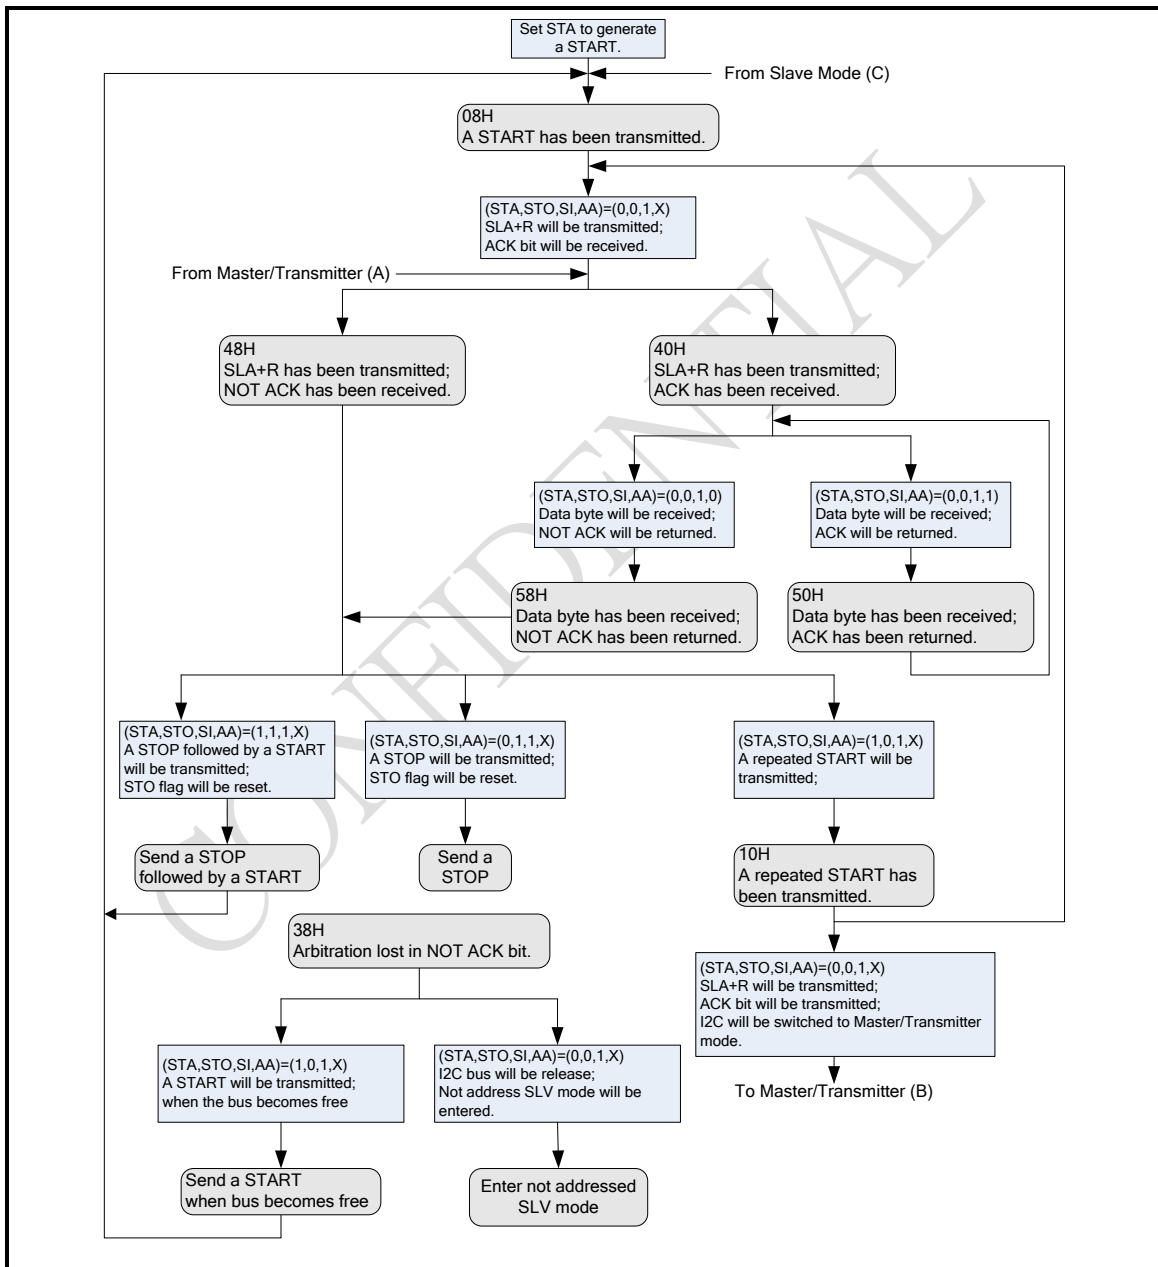 Set STA to generate
a START.
From Slave Mode (C)
08H
A START has been transmitted.
(STA,STO,SI,AA)=(0,0,1,X)
SLA+R will be transmitted;
ACK bit will be received.
From Master/Transmitter (A)
48H
SLA+R has been transmitted;
NOT ACK has been received.
40H
SLA+R has been transmitted;
ACK has been received.
(STA,STO,SI,AA)=(0,0,1,0)
Data byte will be received;
NOT ACK will be returned.
(STA,STO,SI,AA)=(0,0,1,1)
Data byte will be received;
ACK will be returned.
58H
Data byte has been received;
NOT ACK has been returned.
50H
Data byte has been received;
ACK has been returned.
(STA,STO,SI,AA)=(1,1,1,X)
A STOP followed by a START
will be transmitted;
STO flag will be reset.
(STA,STO,SI,AA)=(0,1,1,X)
A STOP will be transmitted;
STO flag will be reset.
(STA,STO,SI,AA)=(1,0,1,X)
A repeated START will be
transmitted;
Send a STOP
followed by a START
Send a
STOP
10H
A repeated START has
been transmitted.
38H
Arbitration lost in NOT ACK bit.
(STA,STO,SI,AA)=(0,0,1,X)
SLA+R will be transmitted;
ACK bit will be transmitted;
I2C will be switched to Master/Transmitter
mode.
(STA,STO,SI,AA)=(1,0,1,X)
A START will be transmitted;
when the bus becomes free
(STA,STO,SI,AA)=(0,0,1,X)
I2C bus will be release;
Not address SLV mode will be
entered.
To Master/Transmitter (B)
Send a START
when bus becomes free
Enter not addressed
SLV mode
CONFIDENTIAL